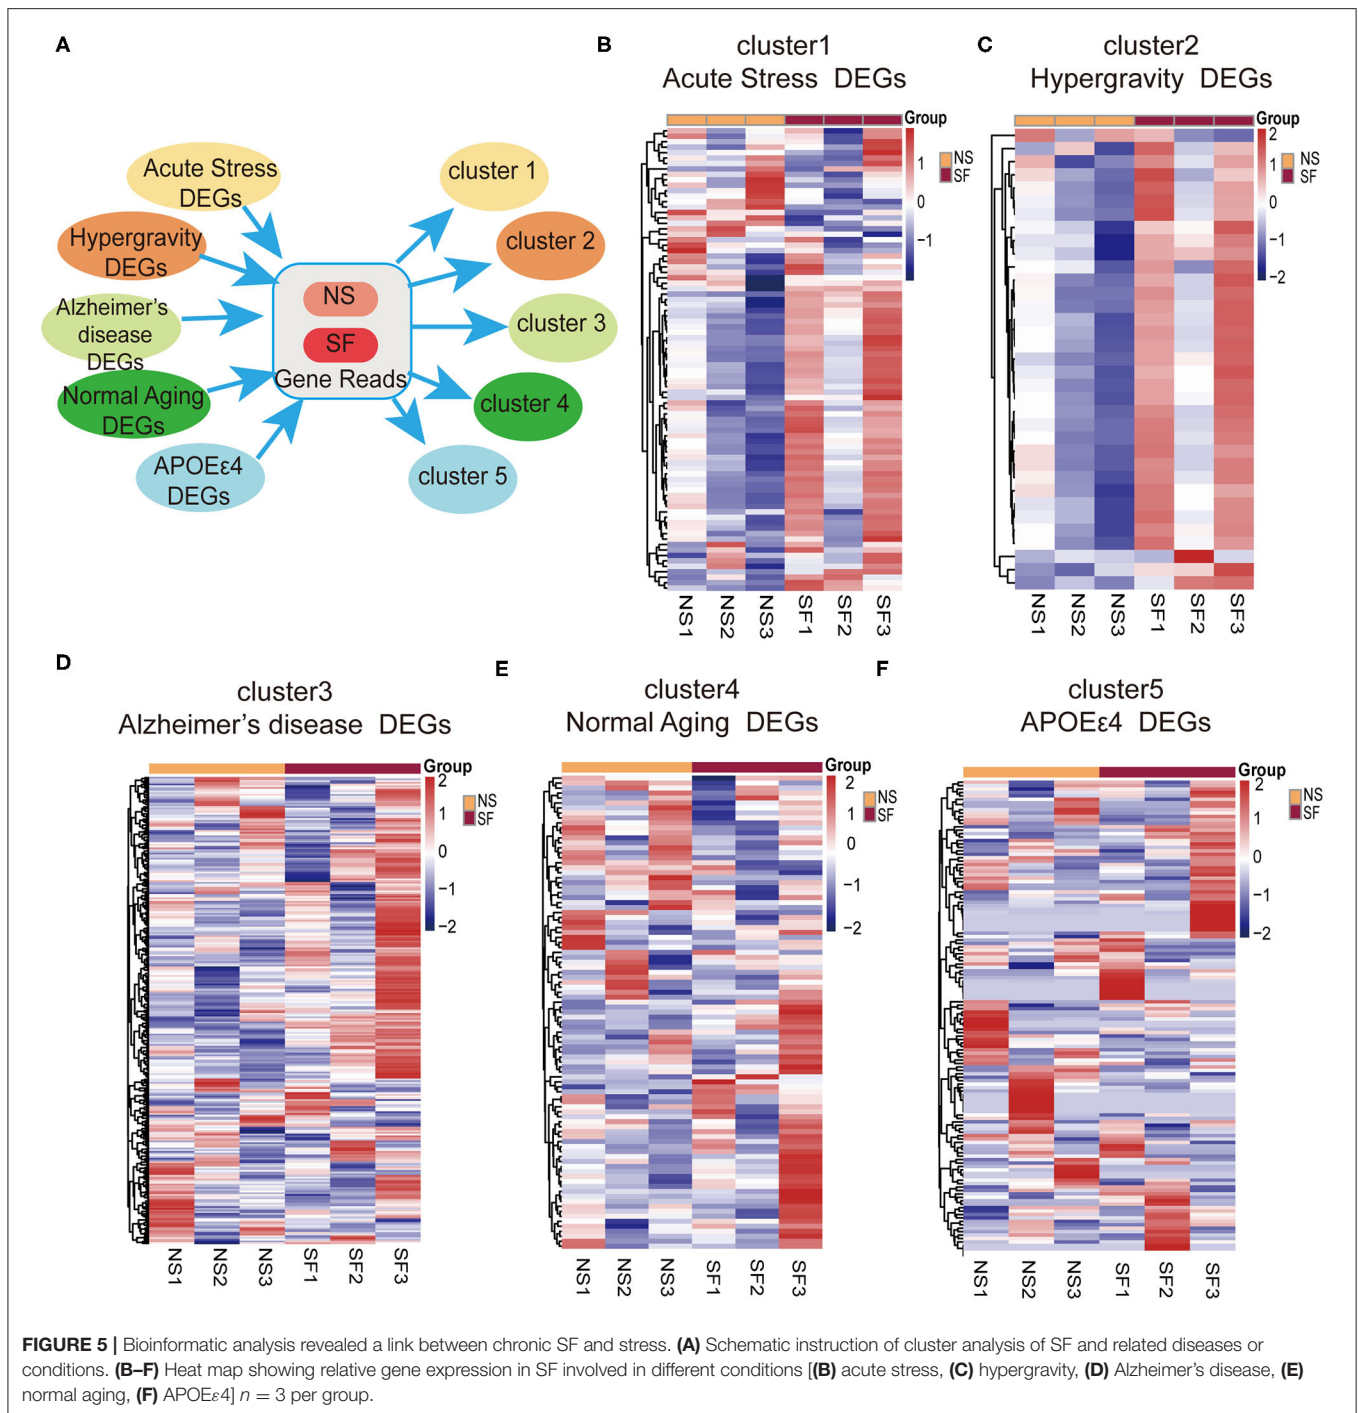 A
Acute Stress
DEGs
Hypergravity
DEGs
Alzheimer's
disease
DEGs
Normal Aging
DEGs
APOEε4
DEGs
NS
SF
Gene Reads
cluster 1
cluster 2
cluster 3
cluster 4
cluster 5
B
cluster1
Acute Stress DEGs
Group
1
0
−1
NS
SF
NS1
NS2
NS3
SF1
SF2
SF3
C
cluster2
Hypergravity DEGs
Group
2
1
0
−1
−2
NS
SF
NS1
NS2
NS3
SF1
SF2
SF3
D
cluster3
Alzheimer's disease DEGs
Group
2
1
0
−1
−2
NS
SF
NS1
NS2
NS3
SF1
SF2
SF3
E
cluster4
Normal Aging DEGs
Group
2
1
0
−1
−2
NS
SF
NS1
NS2
NS3
SF1
SF2
SF3
F
cluster5
APOEε4 DEGs
Group
2
1
0
−1
−2
NS
SF
NS1
NS2
NS3
SF1
SF2
SF3
FIGURE 5 | Bioinformatic analysis revealed a link between chronic SF and stress. (A) Schematic instruction of cluster analysis of SF and related diseases or
conditions. (B–F) Heat map showing relative gene expression in SF involved in different conditions [(B) acute stress, (C) hypergravity, (D) Alzheimer's disease, (E)
normal aging, (F) APOEε4] n = 3 per group.